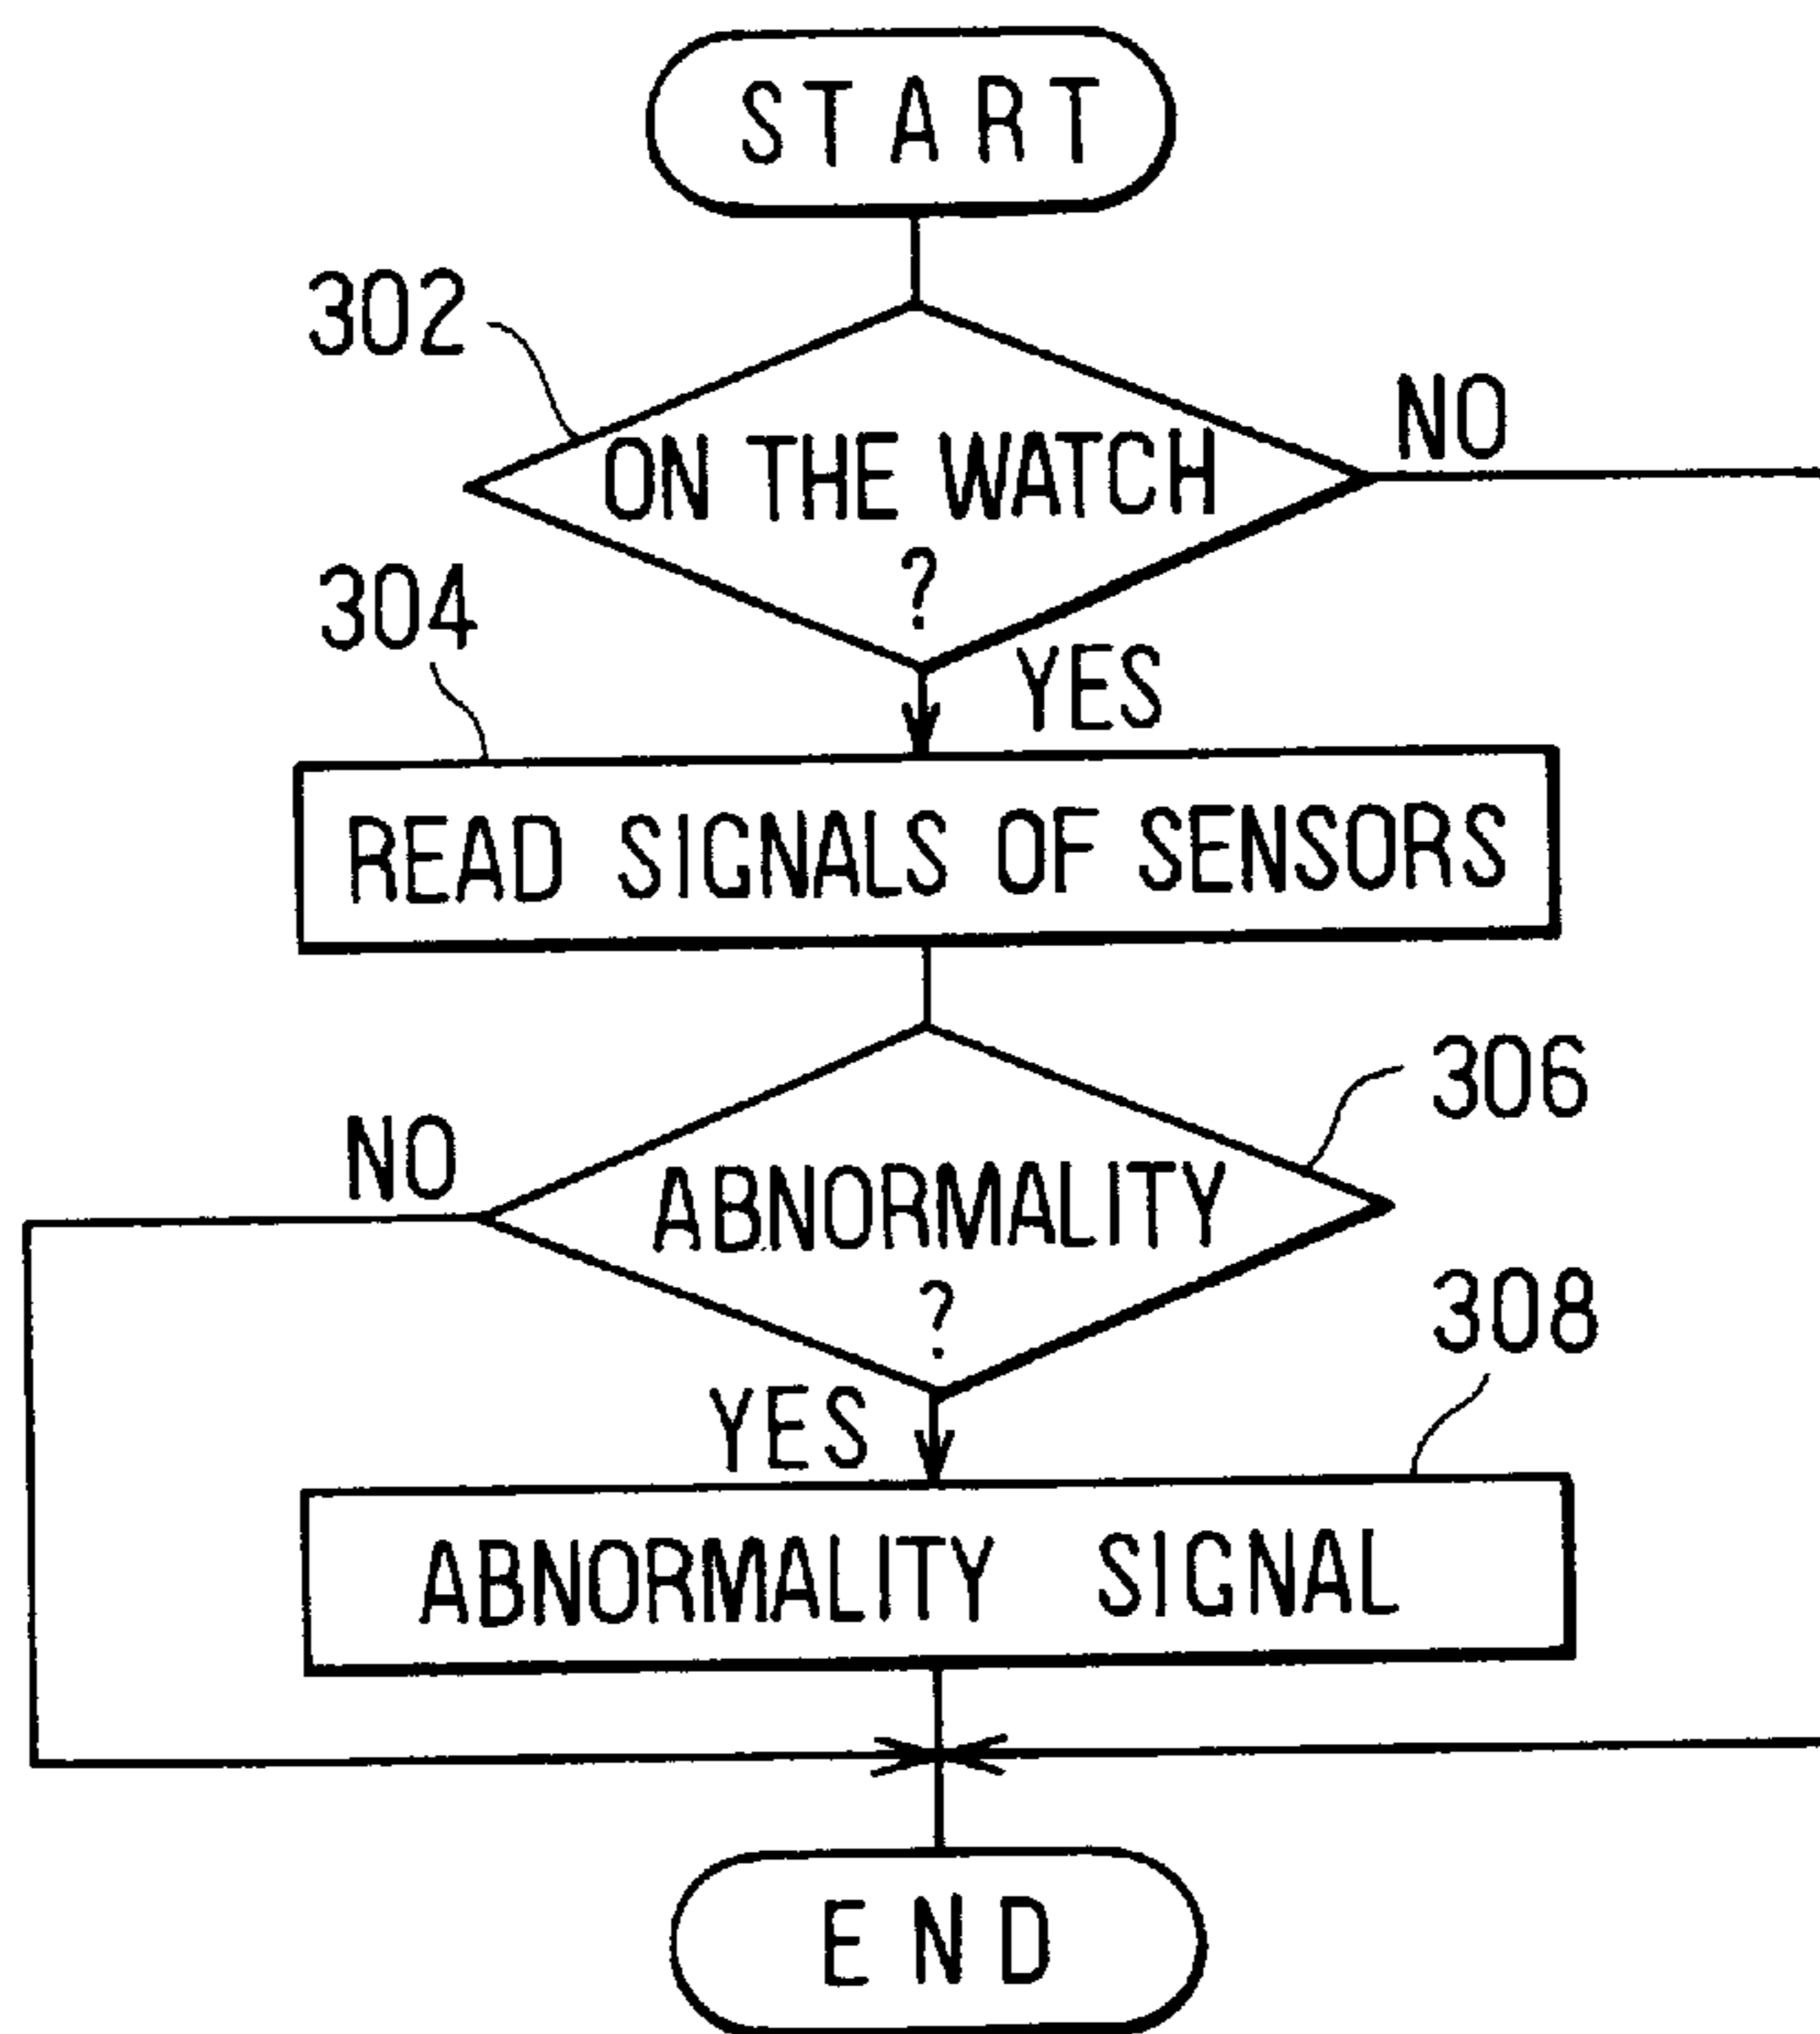 START
302
ON THE WATCH
?
NO
304
YES
READ SIGNALS OF SENSORS
306
NO
ABNORMALITY
?
308
YES
ABNORMALITY SIGNAL
END